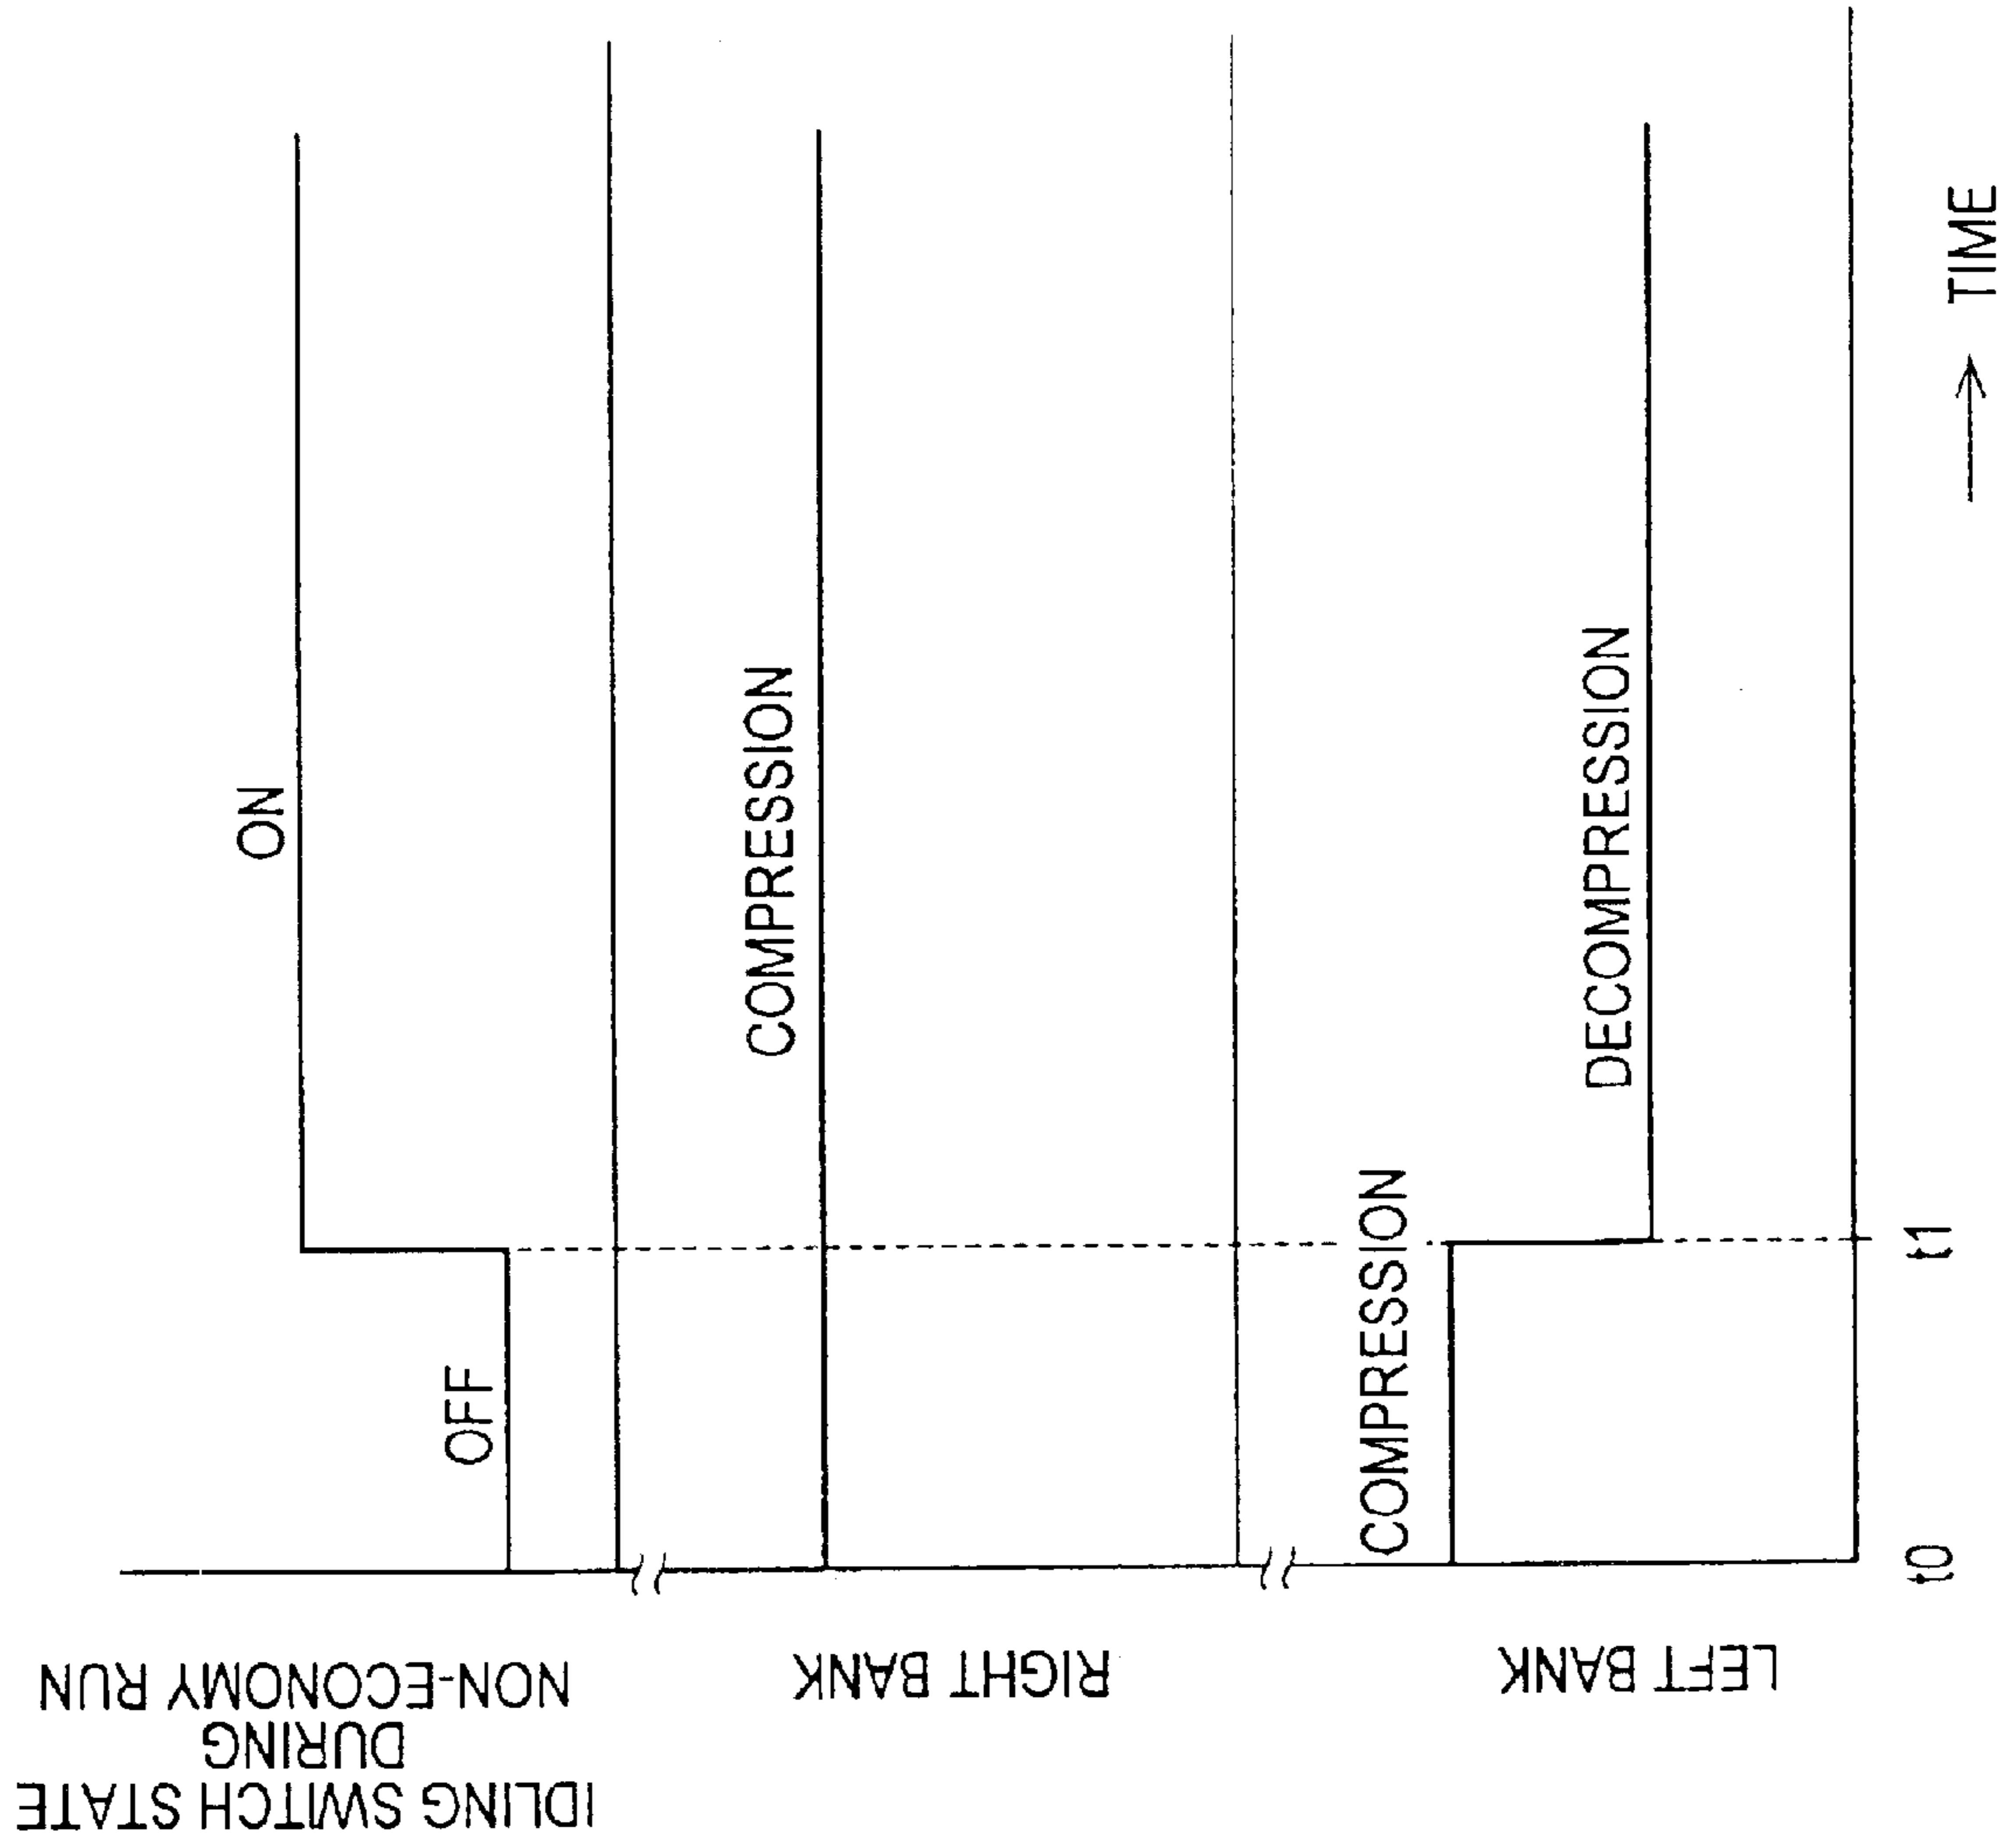 IDLING SWITCH STATE
DURING
NON-ECONOMY RUN
OFF
ON
RIGHT BANK
COMPRESSION
LEFT BANK
COMPRESSION
DECOMPRESSION
t0
t1
TIME